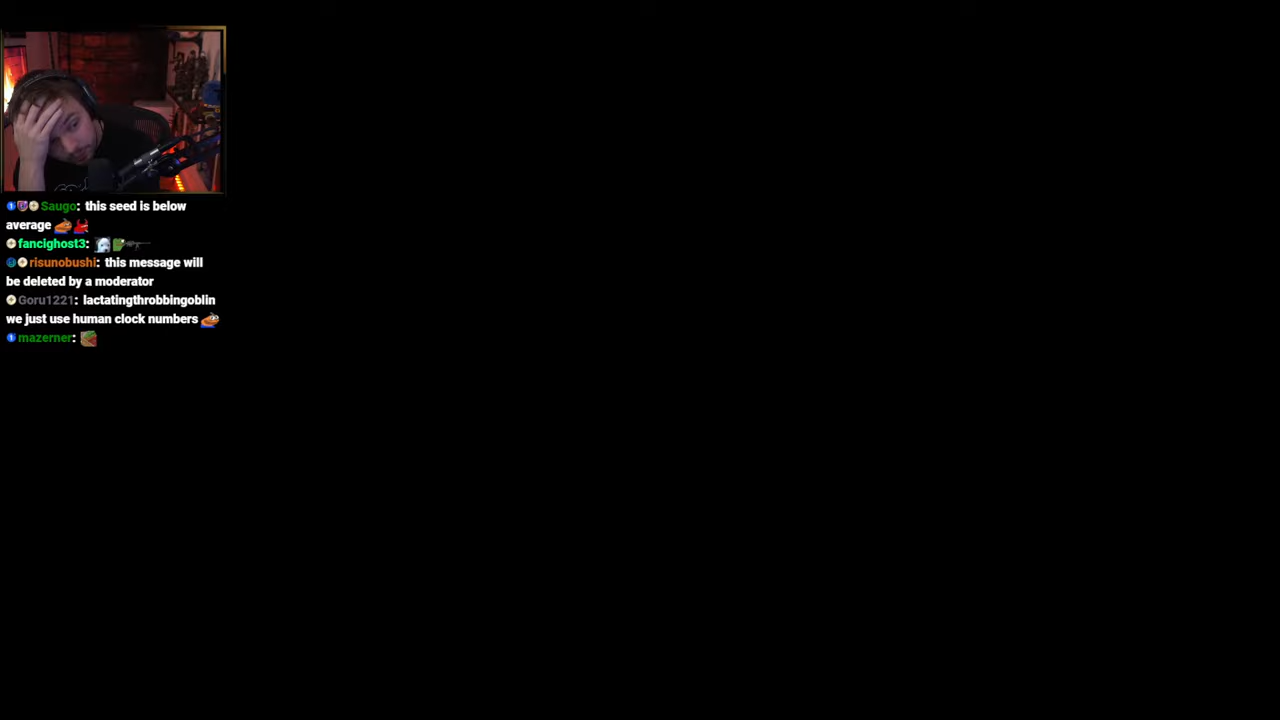 Saugo: this seed is below
average
fancighost3:
risunobushi: this message will
be deleted by a moderator
Goru1221: lactatingthrobbingoblin
we just use human clock numbers
mazerner: